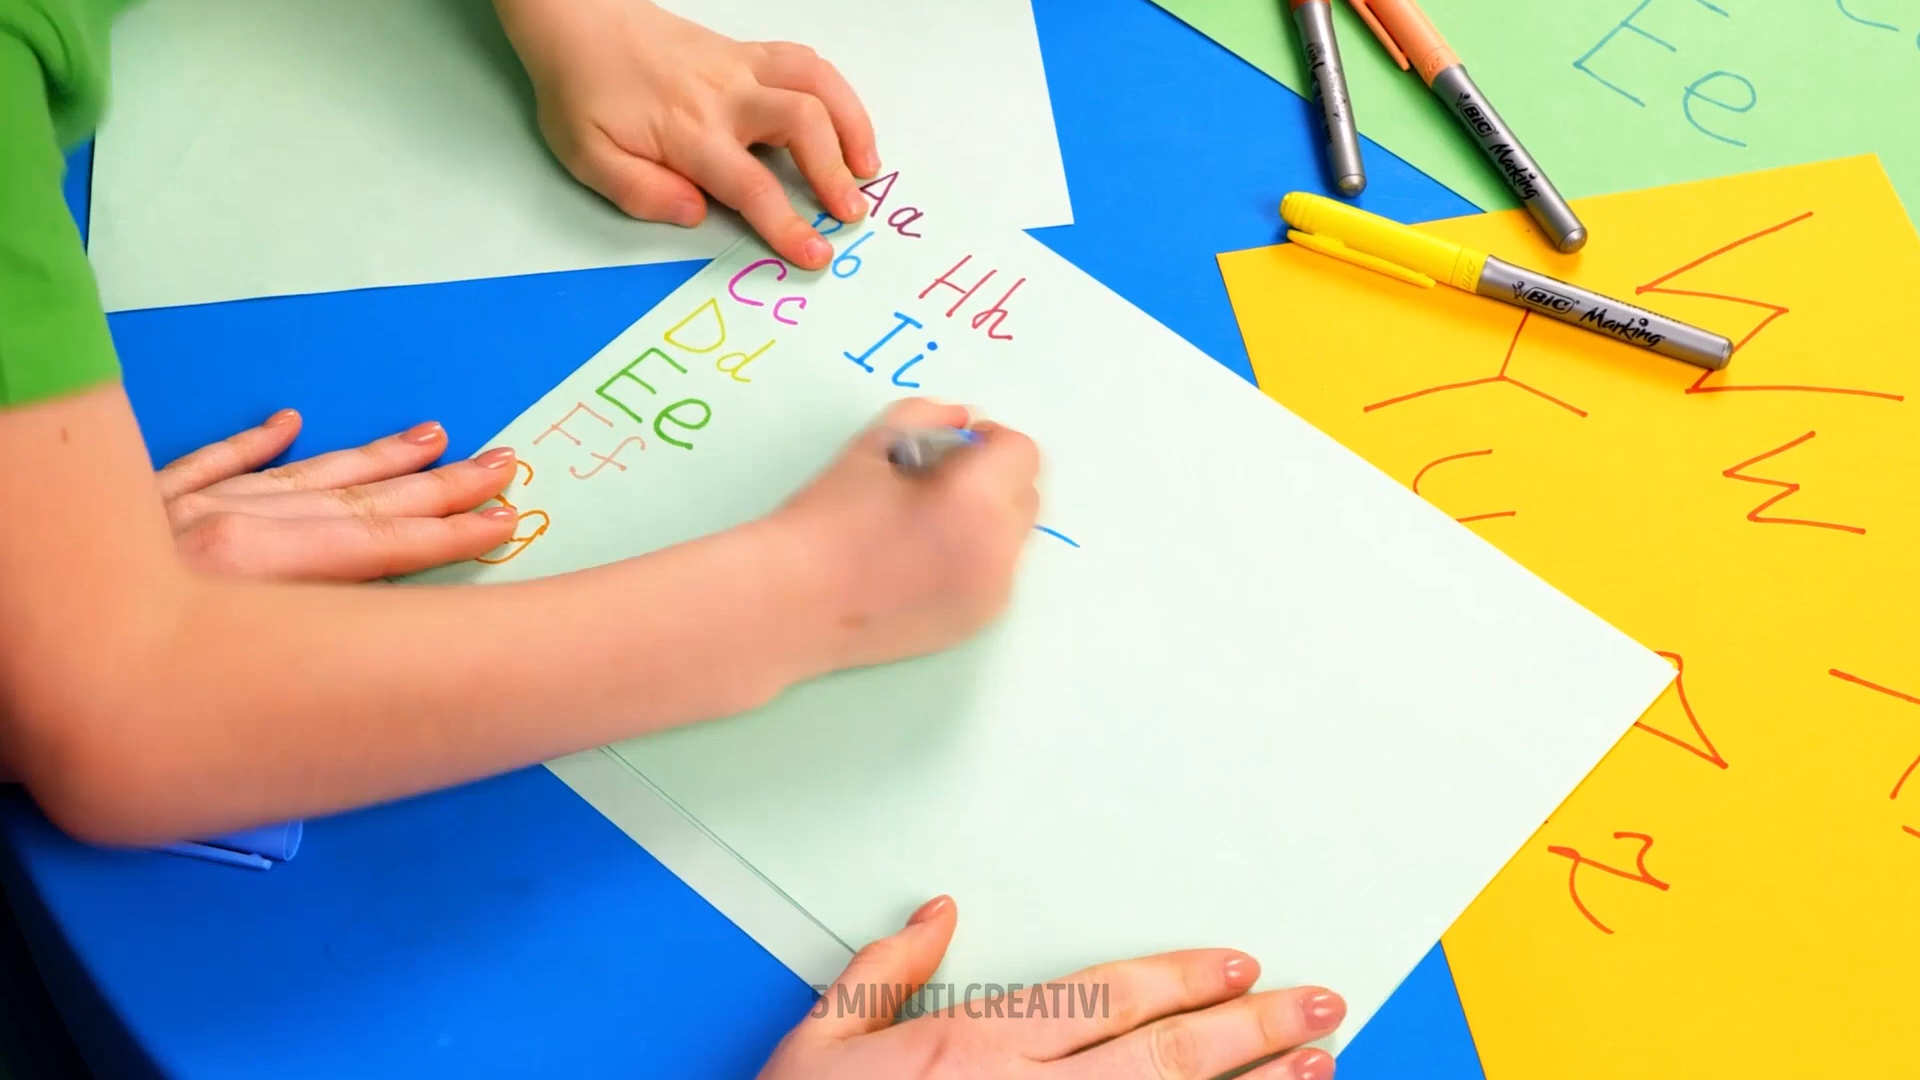 Aa
Bb
Cc
Dd
Ee
Ff
Hh
Ii
Ee
BIC Marking
BIC Marking
5 MINUTI CREATIVI